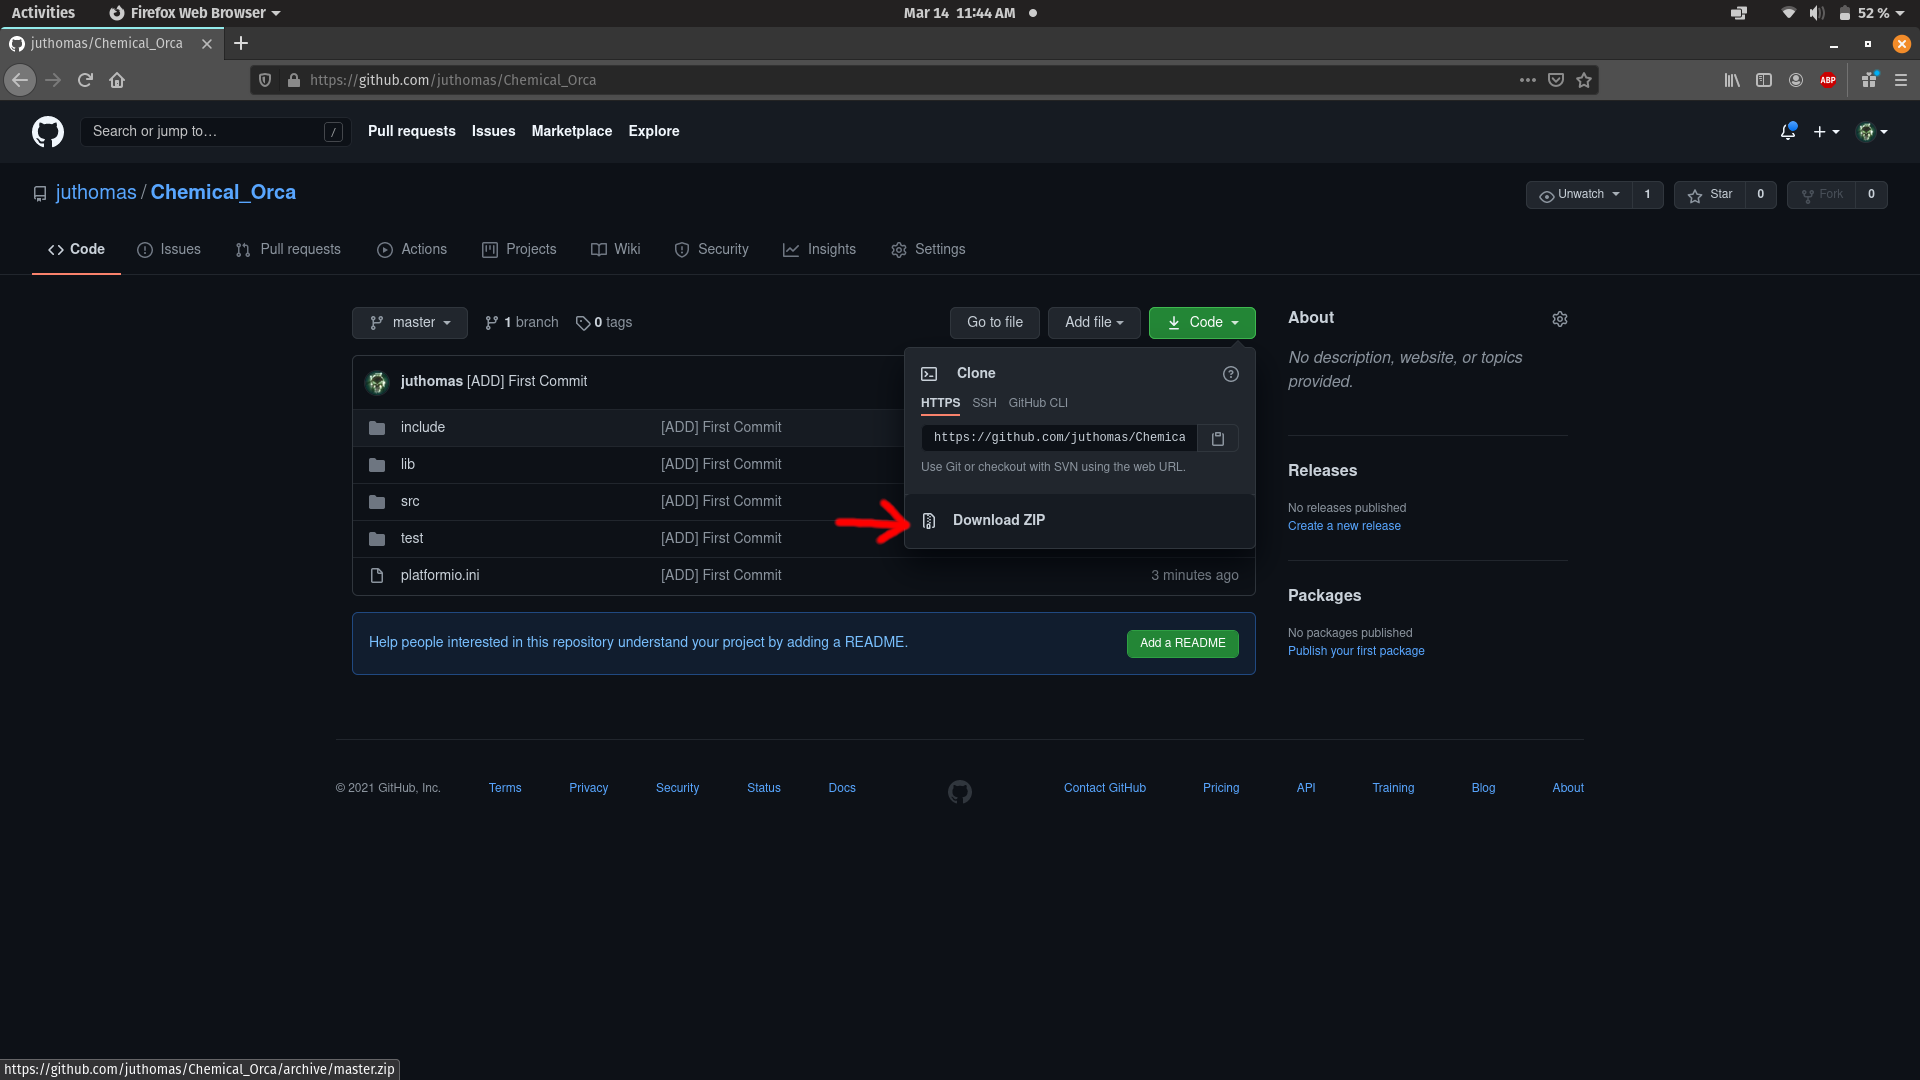 Activities Firefox Web Browser Mar 14 11:44 AM 52 %
juthomas/Chemical_Orca
https://github.com/juthomas/Chemical_Orca ABP
Search or jump to… / Pull requests Issues Marketplace Explore
juthomas / Chemical_Orca Unwatch 1 Star 0 Fork 0
Code Issues Pull requests Actions Projects Wiki Security Insights Settings
master 1 branch 0 tags Go to file Add file Code
About
No description, website, or topics
provided.
juthomas [ADD] First Commit
include [ADD] First Commit
lib [ADD] First Commit
src [ADD] First Commit
test [ADD] First Commit
platformio.ini [ADD] First Commit 3 minutes ago
Clone
HTTPS SSH GitHub CLI
https://github.com/juthomas/Chemica
Use Git or checkout with SVN using the web URL.
Download ZIP
Releases
No releases published
Create a new release
Packages
No packages published
Publish your first package
Help people interested in this repository understand your project by adding a README. Add a README
© 2021 GitHub, Inc. Terms Privacy Security Status Docs Contact GitHub Pricing API Training Blog About
https://github.com/juthomas/Chemical_Orca/archive/master.zip